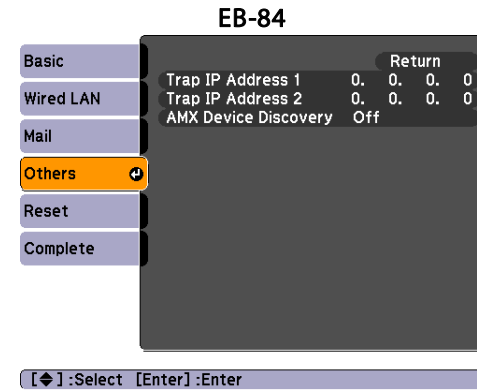 EB-84
Basic
Wired LAN
Mail
Others
Reset
Complete
Return
Trap IP Address 1 0. 0. 0. 0
Trap IP Address 2 0. 0. 0. 0
AMX Device Discovery Off
[◆] :Select [Enter] :Enter